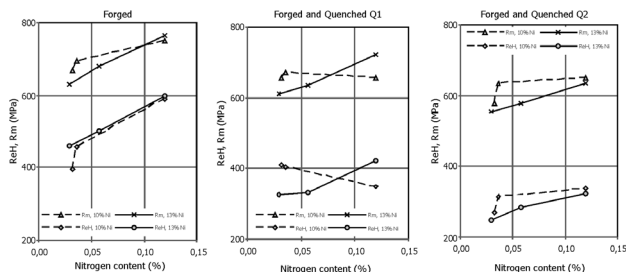 Forged
ReH, Rm (MPa)
800
600
400
200
Rm, 10% Ni
Rm, 13% Ni
ReH, 10% Ni
ReH, 13% Ni
0,00
0,05
0,10
0,15
Nitrogen content (%)
Forged and Quenched Q1
ReH, Rm (MPa)
800
600
400
200
Rm, 10% Ni
Rm, 13% Ni
ReH, 10% Ni
ReH, 13% Ni
0,00
0,05
0,10
0,15
Nitrogen content (%)
Forged and Quenched Q2
Rm, 10% Ni
Rm, 13% Ni
ReH, 10% Ni
ReH, 13% Ni
ReH, Rm (MPa)
800
600
400
200
0,00
0,05
0,10
0,15
Nitrogen content (%)